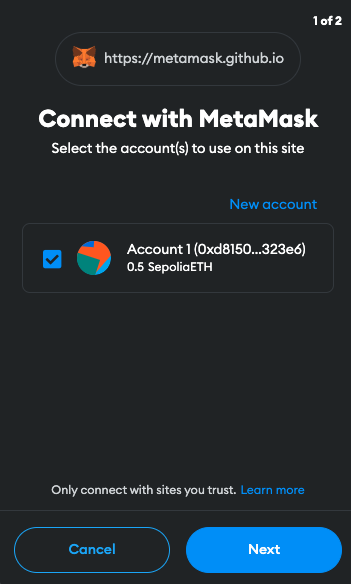 1 of 2
https://metamask.github.io
Connect with MetaMask
Select the account(s) to use on this site
New account
Account 1 (0xd8150...323e6)
0.5 SepoliaETH
Only connect with sites you trust. Learn more
Cancel Next